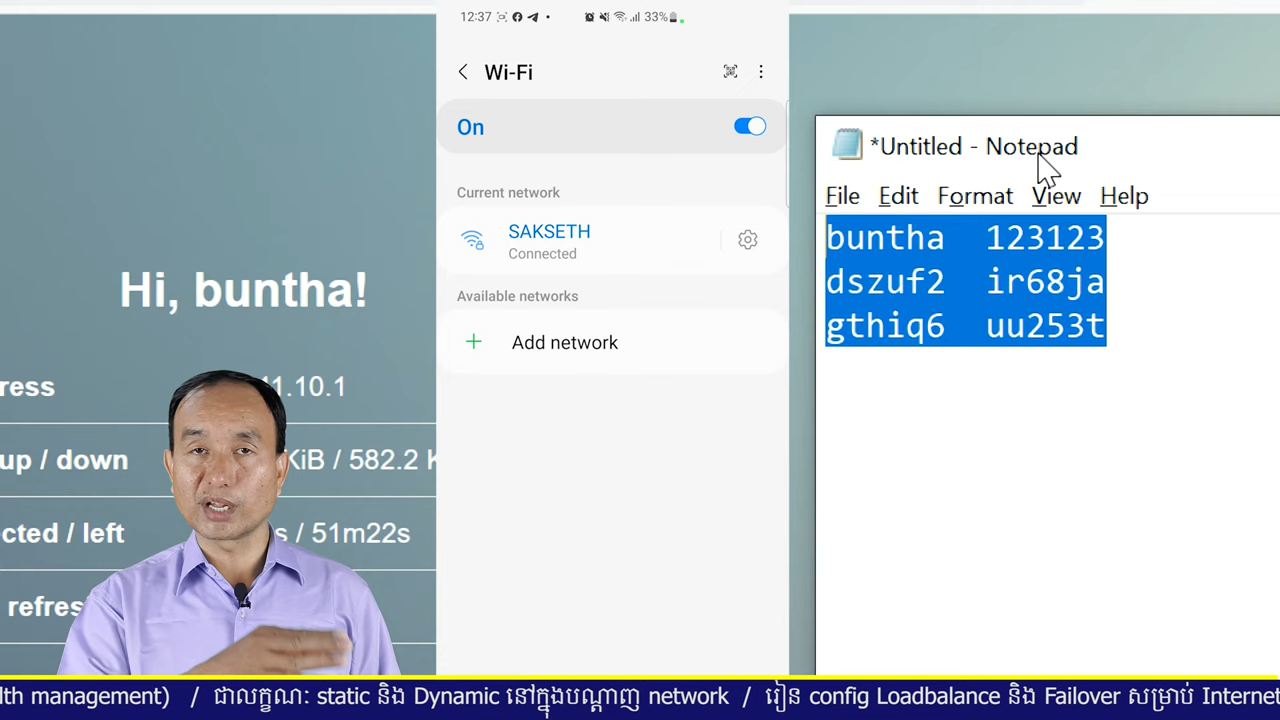 Hi, buntha!
ress 41.10.1
up / down KiB / 582.2 K
cted / left s / 51m22s
refres
12:37 33%
Wi-Fi
On
Current network
SAKSETH
Connected
Available networks
+ Add network
*Untitled - Notepad
File Edit Format View Help
buntha 123123
dszuf2 ir68ja
gthiq6 uu253t
lth management) / ជាលក្ខណៈ static និង Dynamic នៅក្នុងបណ្តាញ network / រៀន config Loadbalance និង Failover សម្រាប់ Internet